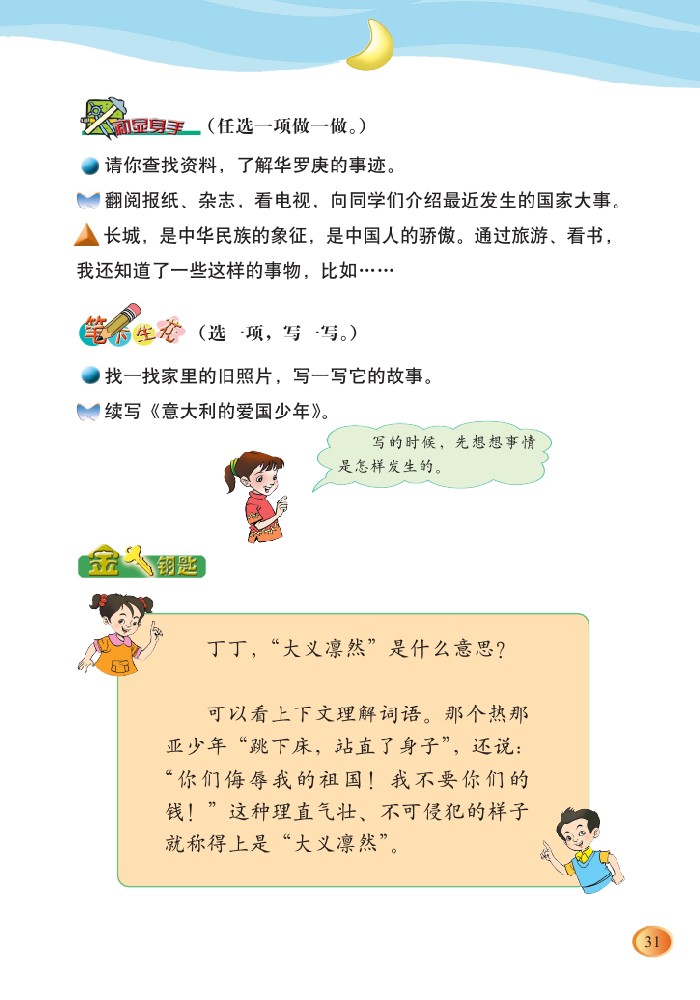 初显身手（任选一项做一做。）
请你查找资料，了解华罗庚的事迹。
翻阅报纸、杂志，看电视，向同学们介绍最近发生的国家大事。
长城，是中华民族的象征，是中国人的骄傲。通过旅游、看书，
我还知道了一些这样的事物，比如……
笔下生花（选一项，写一写。）
找一找家里的旧照片，写一写它的故事。
续写《意大利的爱国少年》。
写的时候，先想想事情
是怎样发生的。
金钥匙
丁丁，“大义凛然”是什么意思？
可以看上下文理解词语。那个热那
亚少年“跳下床，站直了身子”，还说：
“你们侮辱我的祖国！我不要你们的
钱！”这种理直气壮、不可侵犯的样子
就称得上是“大义凛然”。
31